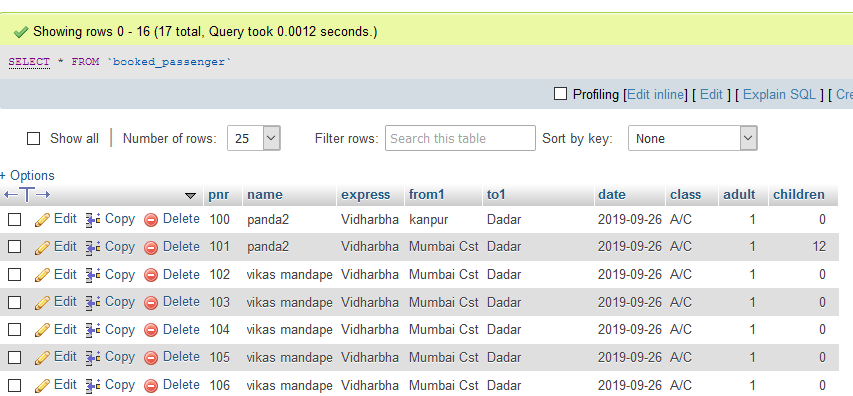 Showing rows 0 - 16 (17 total, Query took 0.0012 seconds.)
SELECT * FROM `booked_passenger`
Profiling [Edit inline] [ Edit ] [ Explain SQL ] [ Cre
Show all | Number of rows: 25 Filter rows: Search this table Sort by key: None
+ Options
←T→ pnr name express from1 to1 date class adult children
Edit Copy Delete 100 panda2 Vidharbha kanpur Dadar 2019-09-26 A/C 1 0
Edit Copy Delete 101 panda2 Vidharbha Mumbai Cst Dadar 2019-09-26 A/C 1 12
Edit Copy Delete 102 vikas mandape Vidharbha Mumbai Cst Dadar 2019-09-26 A/C 1 0
Edit Copy Delete 103 vikas mandape Vidharbha Mumbai Cst Dadar 2019-09-26 A/C 1 0
Edit Copy Delete 104 vikas mandape Vidharbha Mumbai Cst Dadar 2019-09-26 A/C 1 0
Edit Copy Delete 105 vikas mandape Vidharbha Mumbai Cst Dadar 2019-09-26 A/C 1 0
Edit Copy Delete 106 vikas mandape Vidharbha Mumbai Cst Dadar 2019-09-26 A/C 1 0